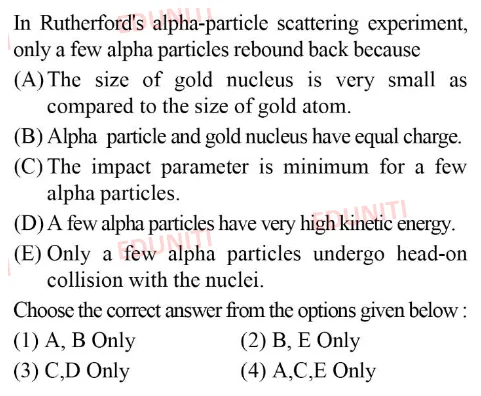 In Rutherford's alpha-particle scattering experiment,
only a few alpha particles rebound back because
(A) The size of gold nucleus is very small as
compared to the size of gold atom.
(B) Alpha particle and gold nucleus have equal charge.
(C) The impact parameter is minimum for a few
alpha particles.
(D) A few alpha particles have very high kinetic energy.
(E) Only a few alpha particles undergo head-on
collision with the nuclei.
Choose the correct answer from the options given below :
(1) A, B Only (2) B, E Only
(3) C,D Only (4) A,C,E Only
EDUNITI
EDUNITI
EDUNITI